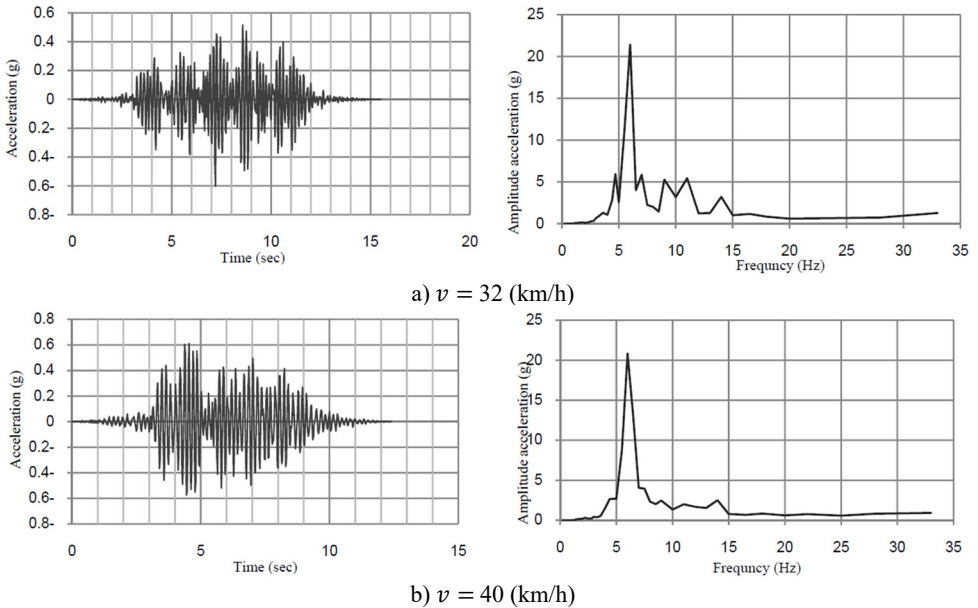 0.6
0.4
0.2
0
0.2-
0.4-
0.6-
0.8-
Acceleration (g)
0 5 10 15 20
Time (sec)
25
20
15
10
5
0
Amplitude acceleration (g)
0 5 10 15 20 25 30 35
Frequncy (Hz)
a) v = 32 (km/h)
0.8
0.6
0.4
0.2
0
0.2-
0.4-
0.6-
0.8-
Acceleration (g)
0 5 10 15
Time (sec)
25
20
15
10
5
0
Amplitude acceleration (g)
0 5 10 15 20 25 30 35
Frequncy (Hz)
b) v = 40 (km/h)